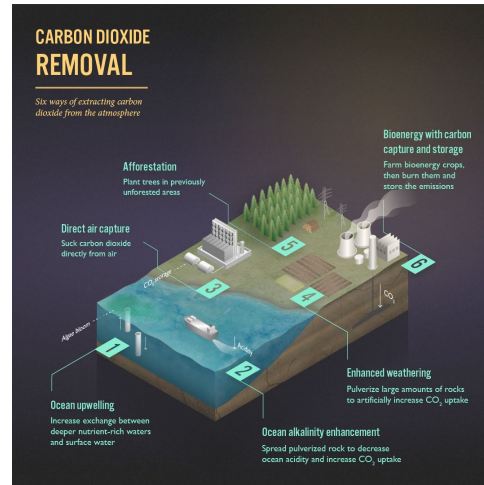 CARBON DIOXIDE
REMOVAL
Six ways of extracting carbon
dioxide from the atmosphere
Bioenergy with carbon
capture and storage
Farm bioenergy crops,
then burn them and
store the emissions
Afforestation
Plant trees in previously
unforested areas
Direct air capture
Suck carbon dioxide
directly from air
5
6
CO₂ storage
3
4
CO₂
Algae bloom
1
Acidity
2
Enhanced weathering
Pulverize large amounts of rocks
to artificially increase CO₂ uptake
Ocean upwelling
Increase exchange between
deeper nutrient-rich waters
and surface water
Ocean alkalinity enhancement
Spread pulverized rock to decrease
ocean acidity and increase CO₂ uptake